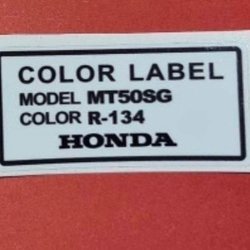 COLOR LABEL
MODEL MT50SG
COLOR R-134
HONDA